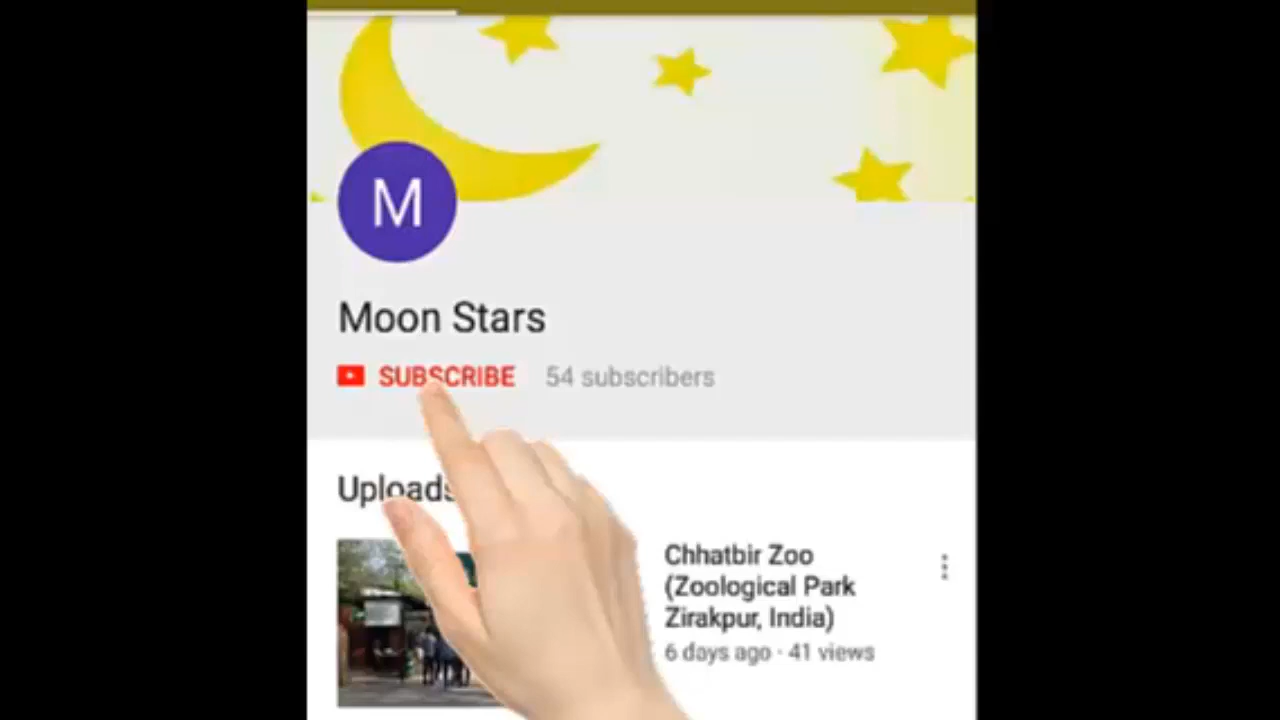 M
Moon Stars
SUBSCRIBE 54 subscribers
Uploads
Chhatbir Zoo
(Zoological Park
Zirakpur, India)
6 days ago · 41 views